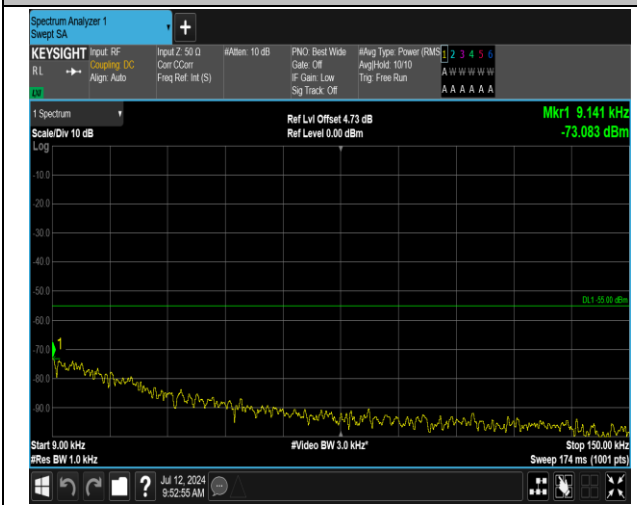 Spectrum Analyzer 1
Swept SA
+
KEYSIGHT Input: RF Input Z: 50 Ω #Atten: 10 dB PNO: Best Wide #Avg Type: Power (RMS 1 2 3 4 5 6
RL Coupling: DC Corr CCorr Gate: Off Avg|Hold: 10/10 A W W W W W
Align: Auto Freq Ref: Int (S) IF Gain: Low Trig: Free Run
Sig Track: Off A A A A A A
1 Spectrum Ref Lvl Offset 4.73 dB Mkr1 9.141 kHz
Scale/Div 10 dB Ref Level 0.00 dBm -73.083 dBm
Log
-10.0
-20.0
-30.0
-40.0
-50.0
DL1 -55.00 dBm
-60.0
-70.0 1
-80.0
-90.0
Start 9.00 kHz #Video BW 3.0 kHz* Stop 150.00 kHz
#Res BW 1.0 kHz Sweep 174 ms (1001 pts)
? Jul 12, 2024
9:52:55 AM